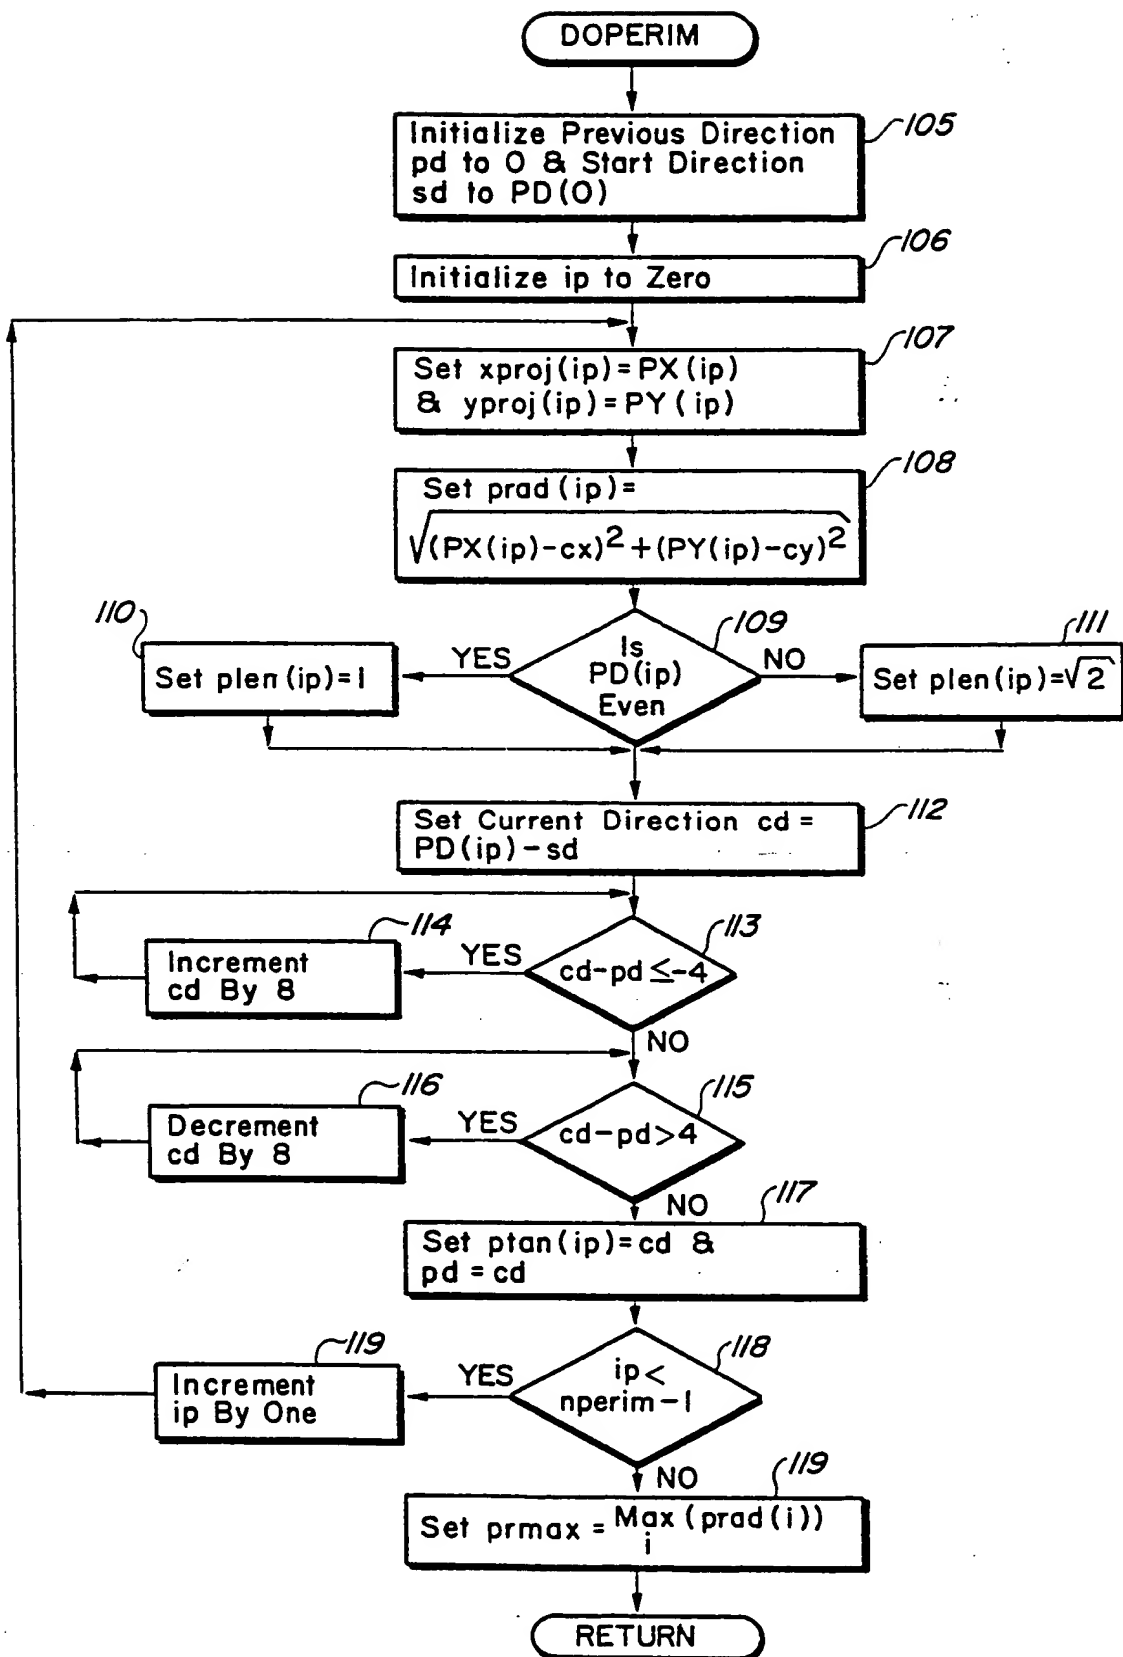 DOPERIM
105
Initialize Previous Direction
pd to 0 & Start Direction
sd to PD(0)
106
Initialize ip to Zero
107
Set xproj(ip)=PX(ip)
& yproj(ip)=PY(ip)
108
Set prad(ip)=
√(PX(ip)-cx)²+(PY(ip)-cy)²
109
Is
PD(ip)
Even
YES
NO
110
Set plen(ip)=1
111
Set plen(ip)=√2
112
Set Current Direction cd=
PD(ip)-sd
113
cd-pd≤-4
YES
NO
114
Increment
cd By 8
115
cd-pd>4
YES
NO
116
Decrement
cd By 8
117
Set ptan(ip)=cd &
pd=cd
118
ip<
nperim-1
YES
NO
119
Increment
ip By One
119
Set prmax=Max(prad(i))
i
RETURN